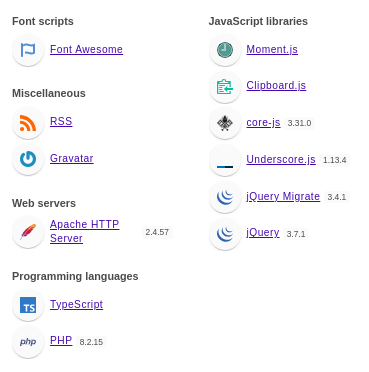 Font scripts
Font Awesome
Miscellaneous
RSS
Gravatar
Web servers
Apache HTTP
Server 2.4.57
Programming languages
TS TypeScript
php PHP 8.2.15
JavaScript libraries
Moment.js
Clipboard.js
core-js 3.31.0
Underscore.js 1.13.4
jQuery Migrate 3.4.1
jQuery 3.7.1